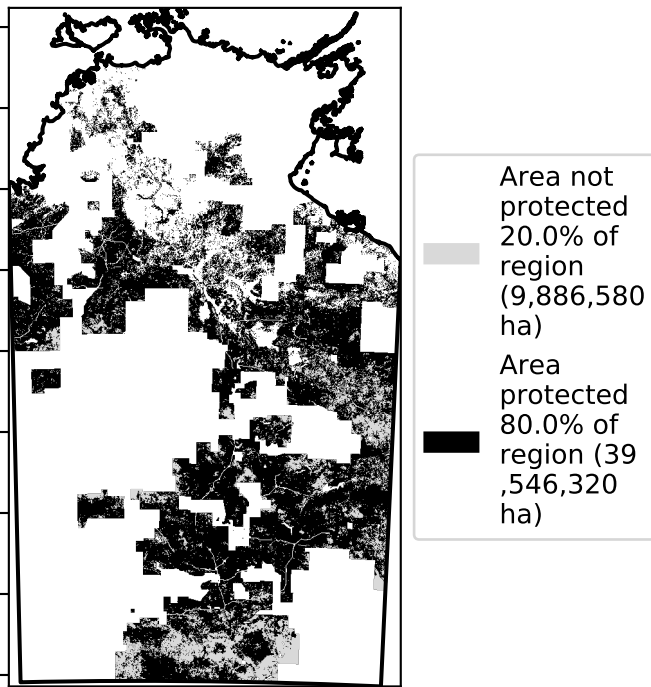 Area not
protected
20.0% of
region
(9,886,580
ha)
Area
protected
80.0% of
region (39
,546,320
ha)